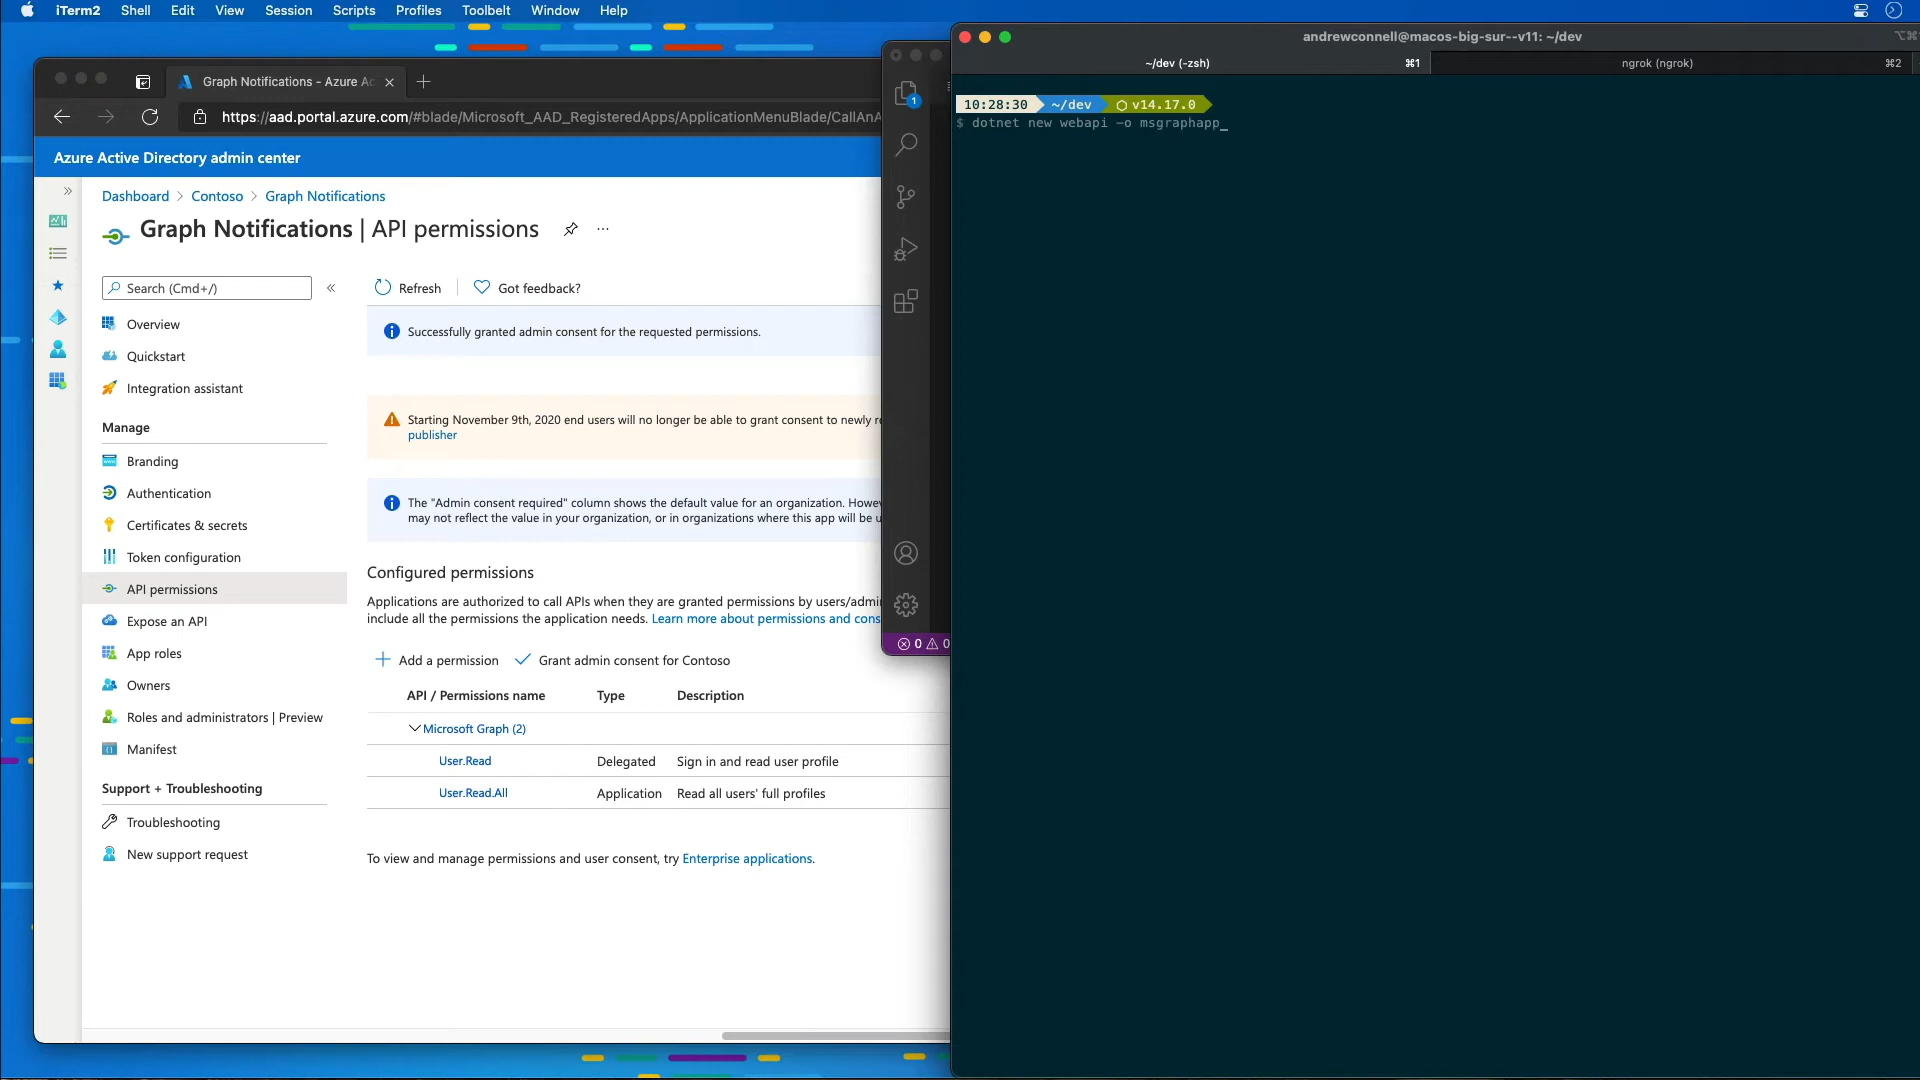 iTerm2 Shell Edit View Session Scripts Profiles Toolbelt Window Help
Graph Notifications - Azure Ac
https://aad.portal.azure.com/#blade/Microsoft_AAD_RegisteredApps/ApplicationMenuBlade/CallAnA
Azure Active Directory admin center
Dashboard > Contoso > Graph Notifications
Graph Notifications | API permissions
Search (Cmd+/)
Overview
Quickstart
Integration assistant
Manage
Branding
Authentication
Certificates & secrets
Token configuration
API permissions
Expose an API
App roles
Owners
Roles and administrators | Preview
Manifest
Support + Troubleshooting
Troubleshooting
New support request
Refresh
Got feedback?
Successfully granted admin consent for the requested permissions.
Starting November 9th, 2020 end users will no longer be able to grant consent to newly re
publisher
The "Admin consent required" column shows the default value for an organization. Howev
may not reflect the value in your organization, or in organizations where this app will be u
Configured permissions
Applications are authorized to call APIs when they are granted permissions by users/admin
include all the permissions the application needs. Learn more about permissions and cons
Add a permission
Grant admin consent for Contoso
API / Permissions name Type Description
Microsoft Graph (2)
User.Read Delegated Sign in and read user profile
User.Read.All Application Read all users' full profiles
To view and manage permissions and user consent, try Enterprise applications.
1
0 0
andrewconnell@macos-big-sur--v11: ~/dev ⌥⌘
~/dev (-zsh) ⌘1 ngrok (ngrok) ⌘2
10:28:30 ~/dev v14.17.0
$ dotnet new webapi -o msgraphapp_